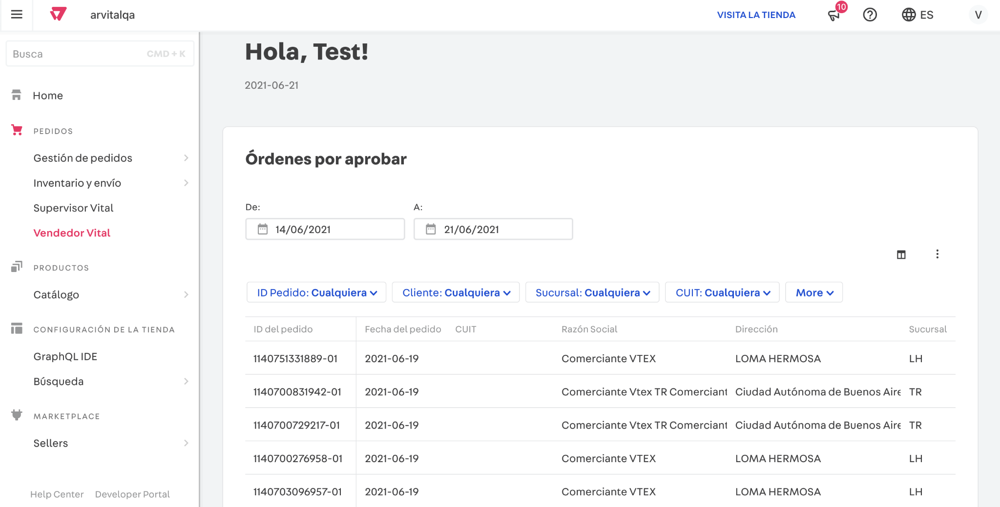 arvitalqa
VISITA LA TIENDA
10
ES
V
Busca
CMD + K
Home
PEDIDOS
Gestión de pedidos
Inventario y envío
Supervisor Vital
Vendedor Vital
PRODUCTOS
Catálogo
CONFIGURACIÓN DE LA TIENDA
GraphQL IDE
Búsqueda
MARKETPLACE
Sellers
Help Center
Developer Portal
Hola, Test!
2021-06-21
Órdenes por aprobar
De:
A:
14/06/2021
21/06/2021
ID Pedido: Cualquiera
Cliente: Cualquiera
Sucursal: Cualquiera
CUIT: Cualquiera
More
ID del pedido Fecha del pedido CUIT Razón Social Dirección Sucursal
1140751331889-01 2021-06-19 Comerciante VTEX LOMA HERMOSA LH
1140700831942-01 2021-06-19 Comerciante Vtex TR Comerciant Ciudad Autónoma de Buenos Aire TR
1140700729217-01 2021-06-19 Comerciante Vtex TR Comerciant Ciudad Autónoma de Buenos Aire TR
1140700276958-01 2021-06-19 Comerciante VTEX LOMA HERMOSA LH
1140703096957-01 2021-06-19 Comerciante VTEX LOMA HERMOSA LH